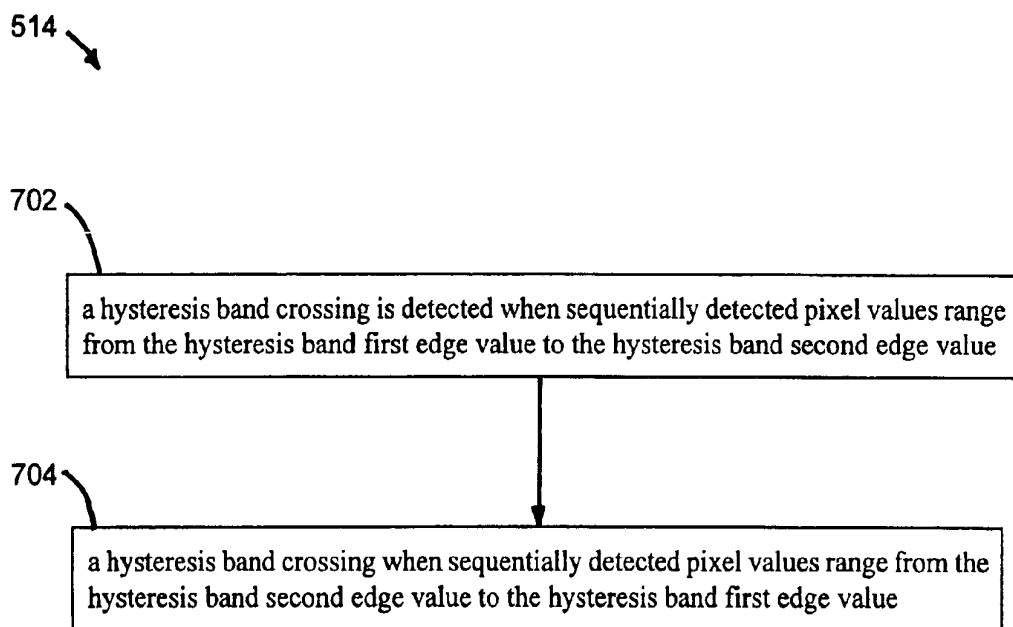 514
702
a hysteresis band crossing is detected when sequentially detected pixel values range
from the hysteresis band first edge value to the hysteresis band second edge value
704
a hysteresis band crossing when sequentially detected pixel values range from the
hysteresis band second edge value to the hysteresis band first edge value